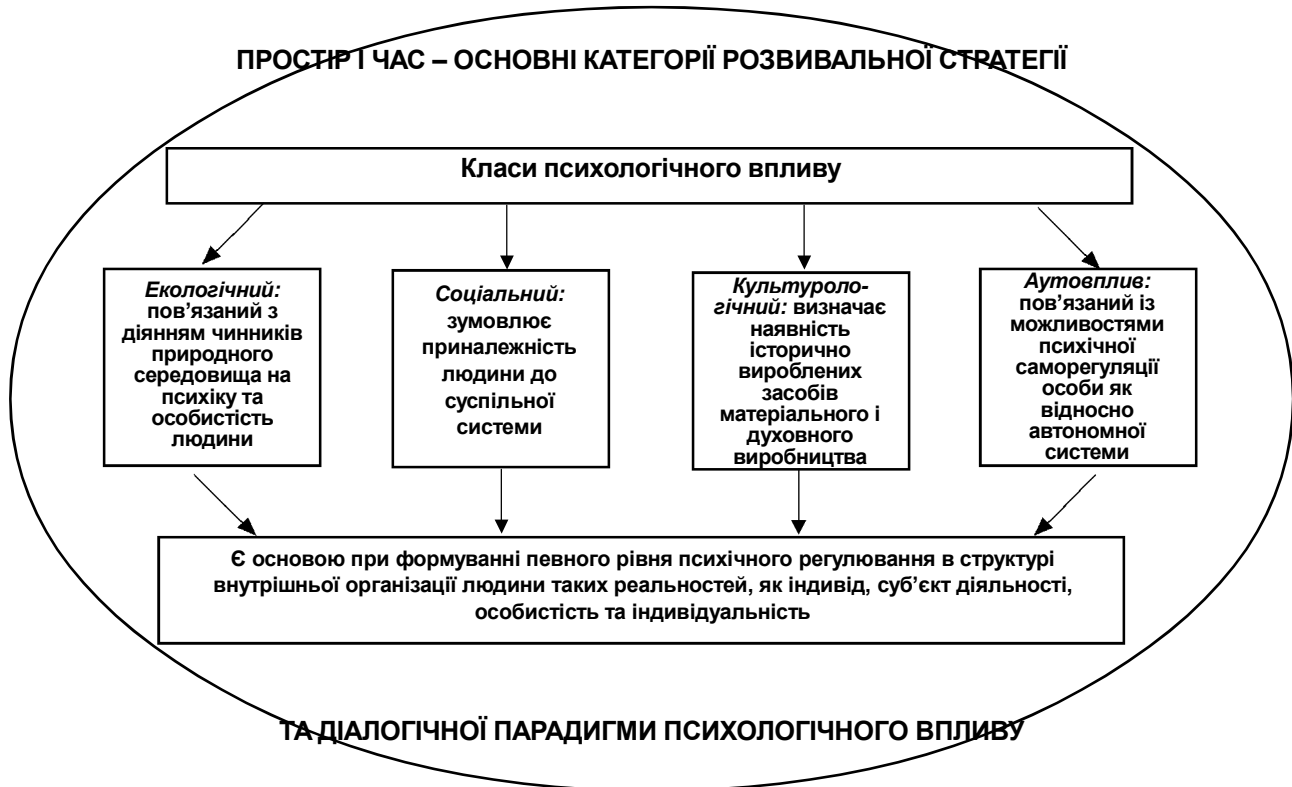 ПРОСТІР І ЧАС – ОСНОВНІ КАТЕГОРІЇ РОЗВИВАЛЬНОЇ СТРАТЕГІЇ
Класи психологічного впливу
Екологічний:
пов’язаний з
діянням чинників
природного
середовища на
психіку та
особистість
людини
Соціальний:
зумовлює
приналежність
людини до
суспільної
системи
Культуроло-
гічний: визначає
наявність
історично
вироблених
засобів
матеріального і
духовного
виробництва
Аутовплив:
пов’язаний із
можливостями
психічної
саморегуляції
особи як
відносно
автономної
системи
Є основою при формуванні певного рівня психічного регулювання в структурі
внутрішньої організації людини таких реальностей, як індивід, суб’єкт діяльності,
особистість та індивідуальність
ТА ДІАЛОГІЧНОЇ ПАРАДИГМИ ПСИХОЛОГІЧНОГО ВПЛИВУ